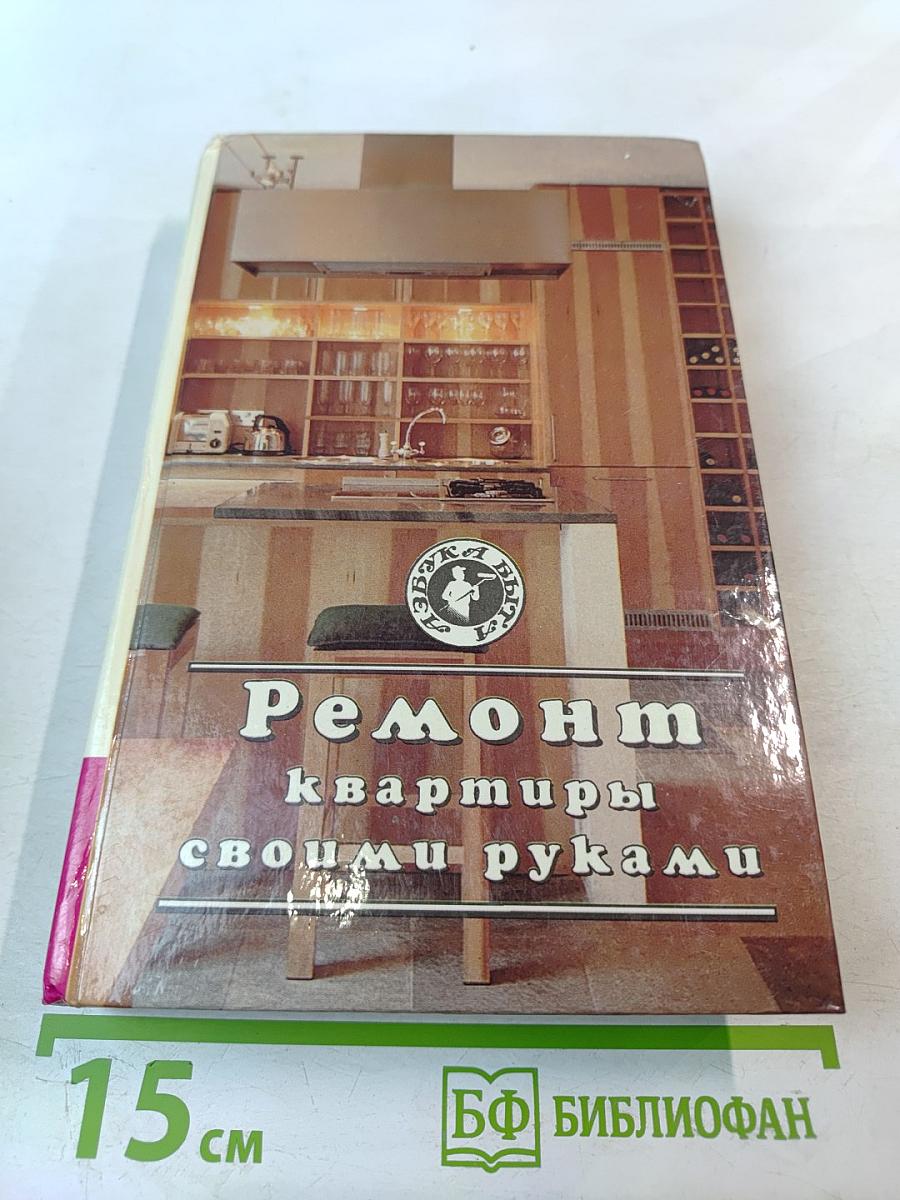 АЗБУКА БЫТА
Ремонт
квартиры
своими руками
15 см
БФ БИБЛИОФАН